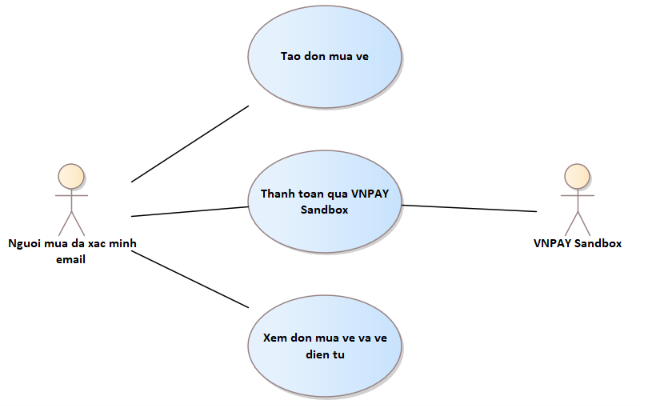 Tao don mua ve
Thanh toan qua VNPAY
Sandbox
Nguoi mua da xac minh
email
VNPAY Sandbox
Xem don mua ve va ve
dien tu